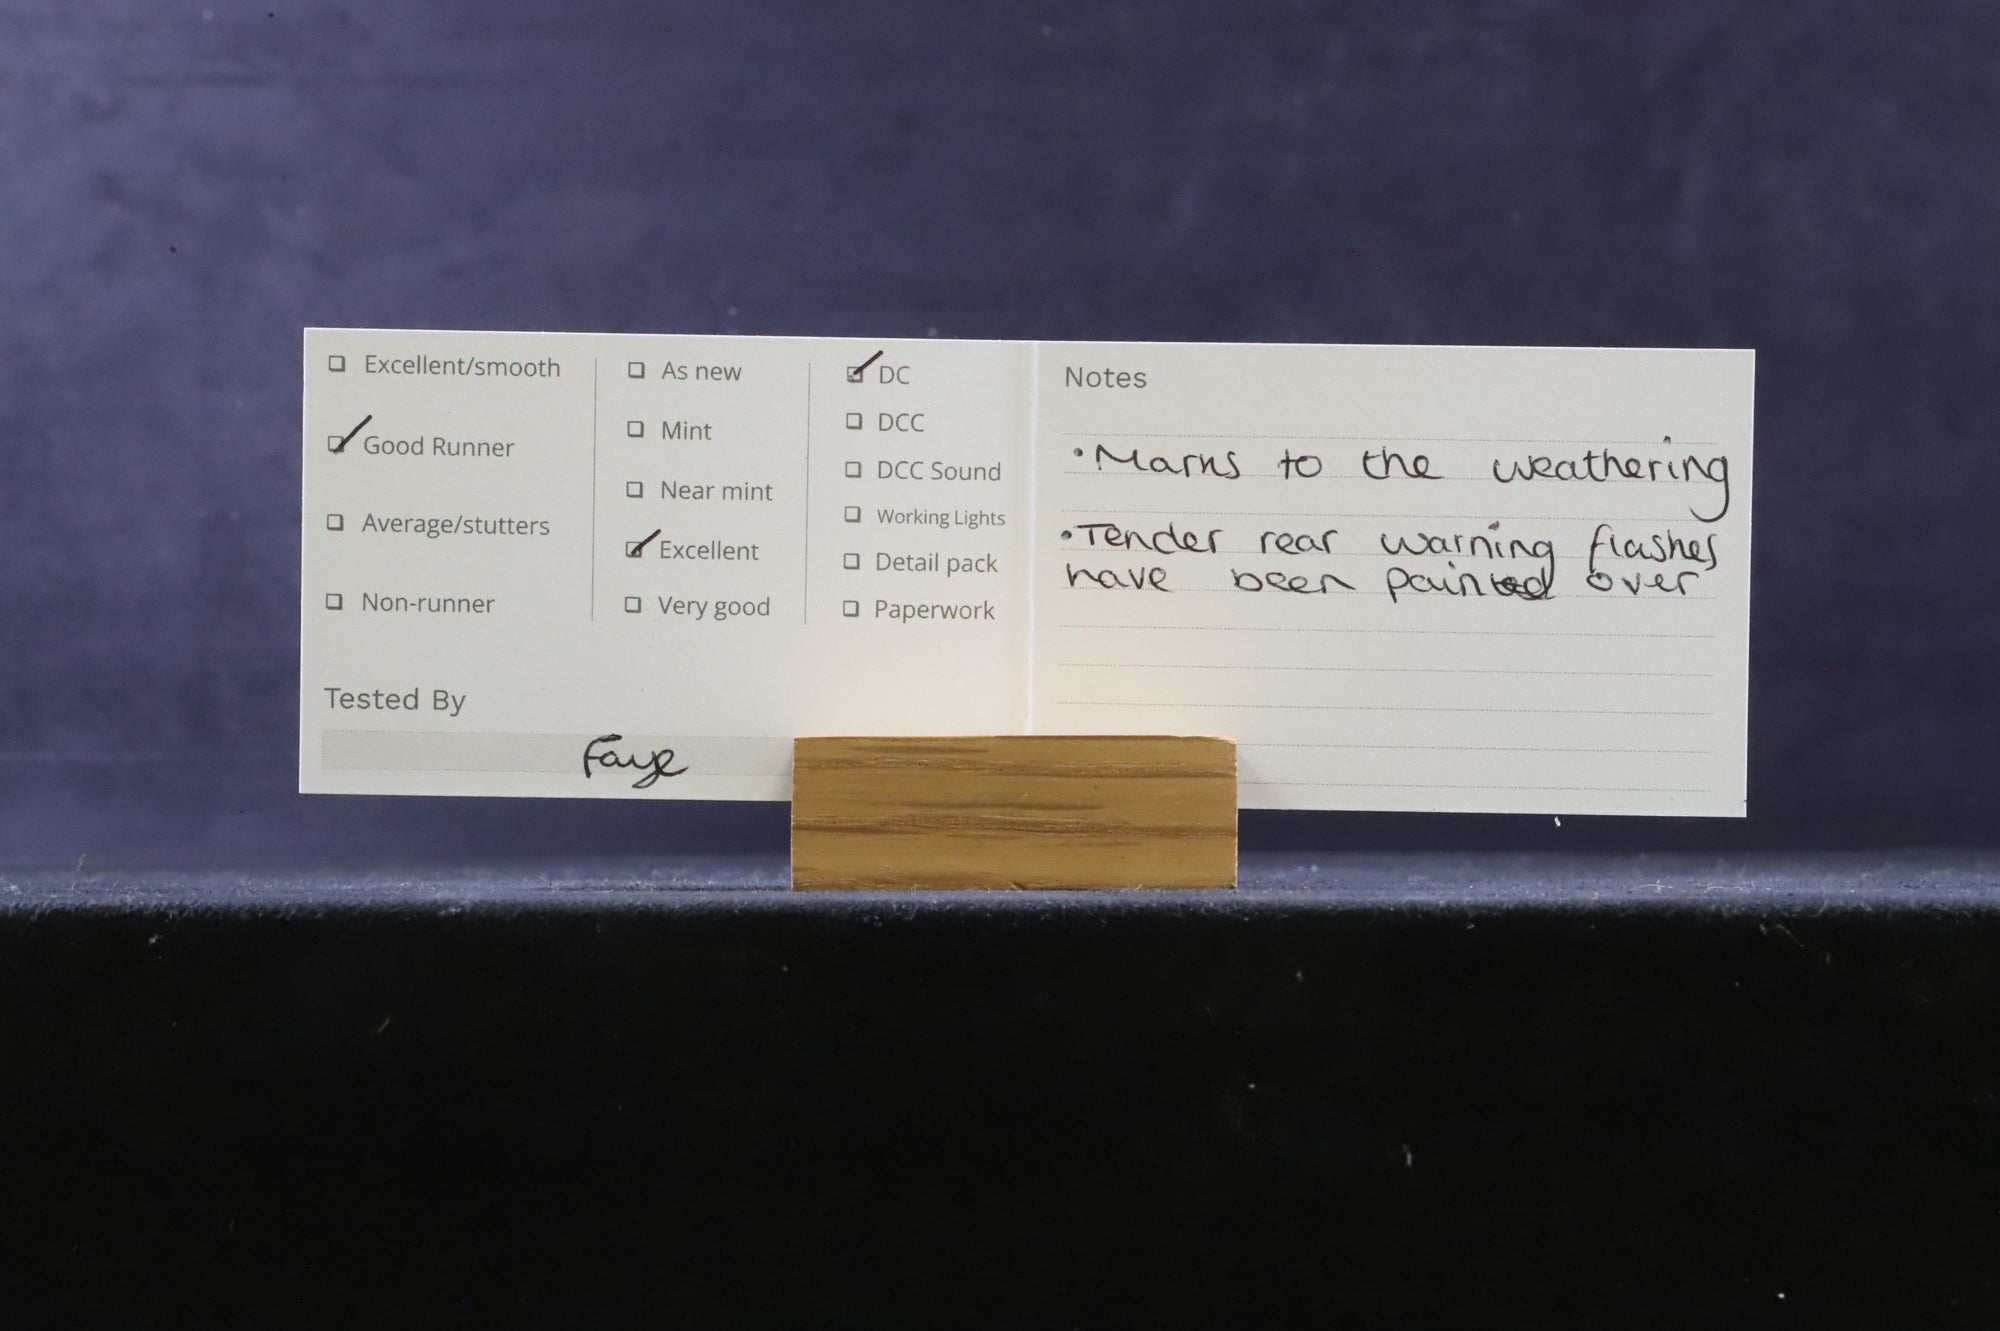 Excellent/smooth
Good Runner
Average/stutters
Non-runner
As new
Mint
Near mint
Excellent
Very good
DC
DCC
DCC Sound
Working Lights
Detail pack
Paperwork
Tested By
Faye
Notes
•Marks to the weathering
•Tender rear warning flashes
have been painted over